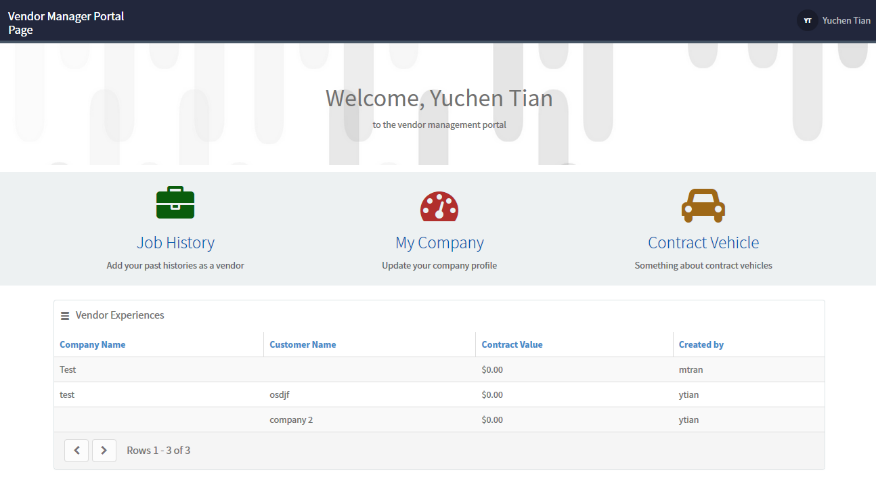 Vendor Manager Portal
Page
YT Yuchen Tian
Welcome, Yuchen Tian
to the vendor management portal
Job History
Add your past histories as a vendor
My Company
Update your company profile
Contract Vehicle
Something about contract vehicles
Vendor Experiences
Company Name Customer Name Contract Value Created by
Test $0.00 mtran
test osdjf $0.00 ytian
company 2 $0.00 ytian
Rows 1 - 3 of 3